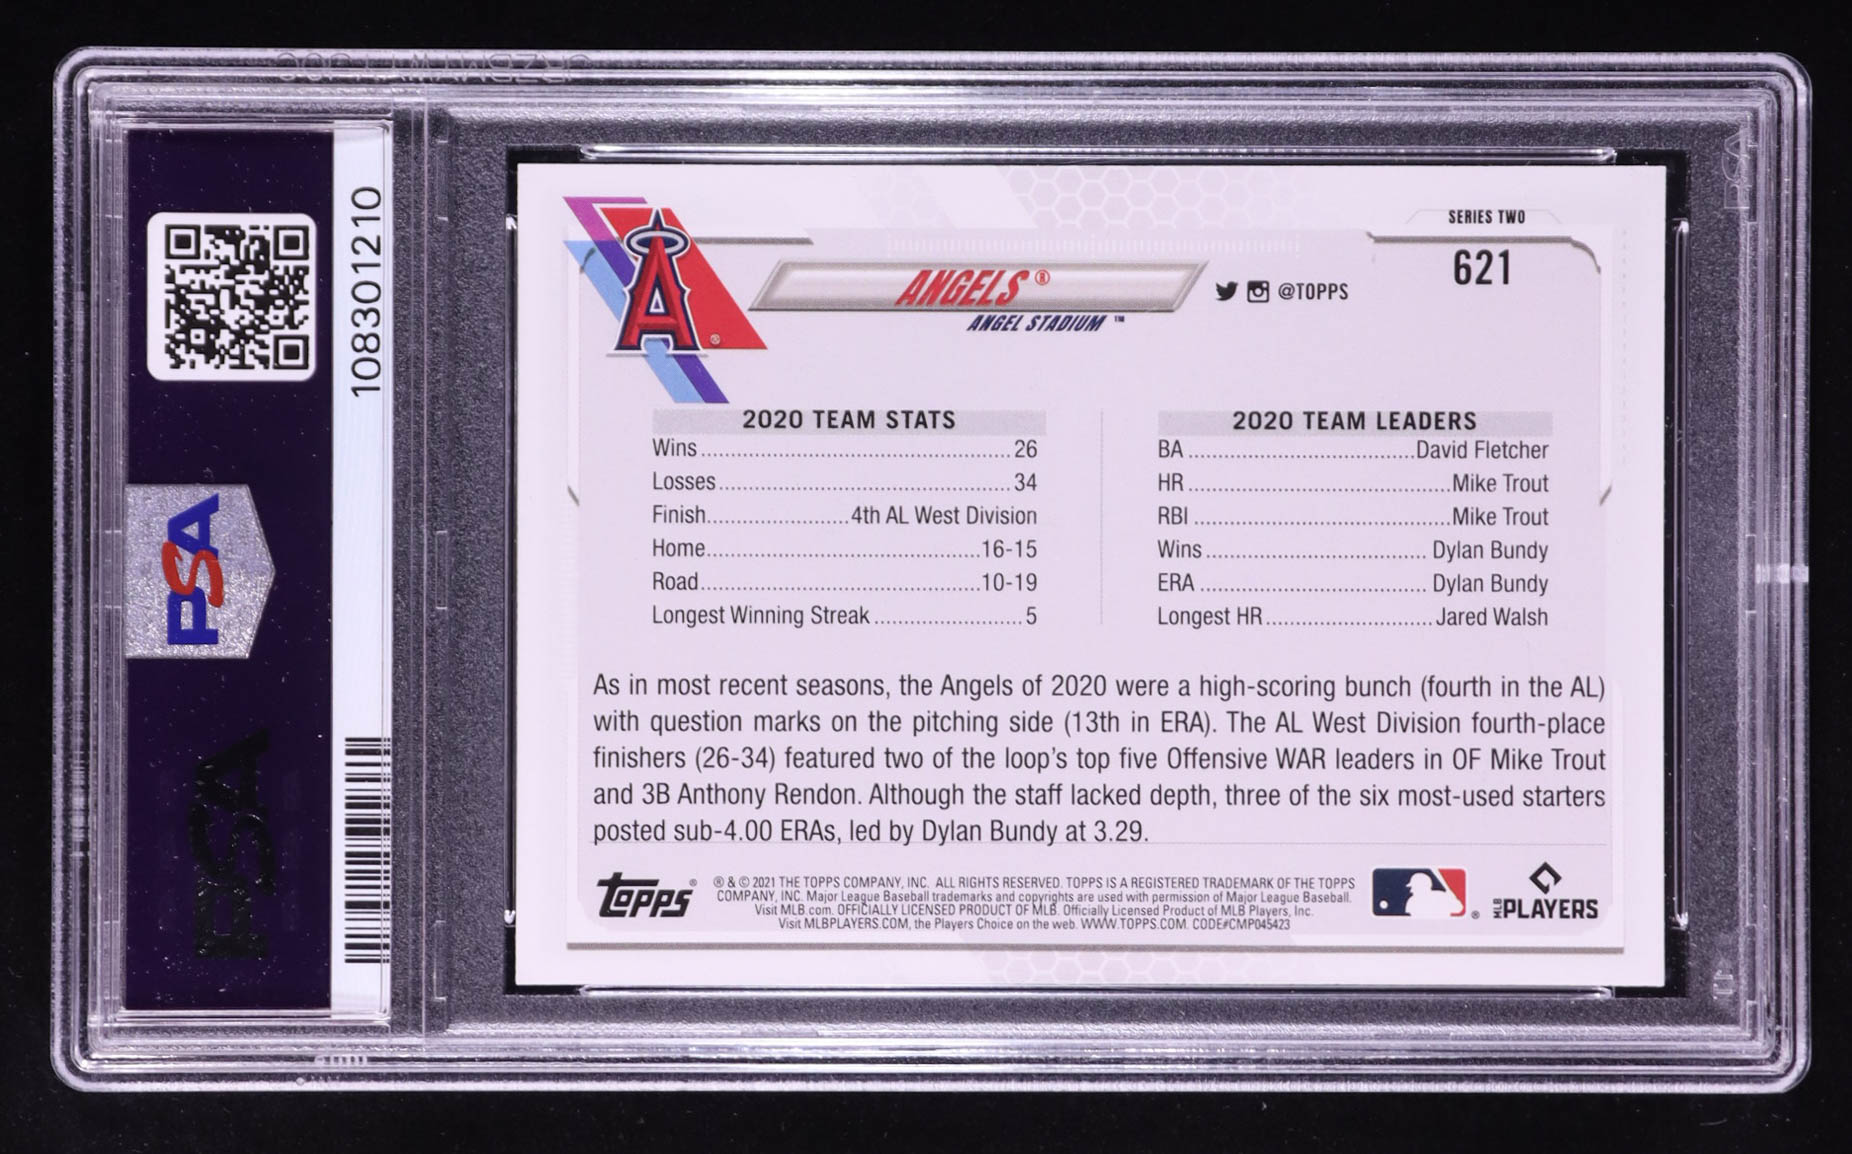 108301210
PSA
PSA
SERIES TWO
621
A
ANGELS®
ANGEL STADIUM™
@TOPPS
2020 TEAM STATS
Wins 26
Losses 34
Finish 4th AL West Division
Home 16-15
Road 10-19
Longest Winning Streak 5
2020 TEAM LEADERS
BA David Fletcher
HR Mike Trout
RBI Mike Trout
Wins Dylan Bundy
ERA Dylan Bundy
Longest HR Jared Walsh
As in most recent seasons, the Angels of 2020 were a high-scoring bunch (fourth in the AL)
with question marks on the pitching side (13th in ERA). The AL West Division fourth-place
finishers (26-34) featured two of the loop's top five Offensive WAR leaders in OF Mike Trout
and 3B Anthony Rendon. Although the staff lacked depth, three of the six most-used starters
posted sub-4.00 ERAs, led by Dylan Bundy at 3.29.
Topps®
® & © 2021 THE TOPPS COMPANY, INC. ALL RIGHTS RESERVED. TOPPS IS A REGISTERED TRADEMARK OF THE TOPPS
COMPANY, INC. Major League Baseball trademarks and copyrights are used with permission of Major League Baseball.
Visit MLB.com. OFFICIALLY LICENSED PRODUCT OF MLB. Officially Licensed Product of MLB Players, Inc.
Visit MLBPLAYERS.COM, the Players Choice on the web. WWW.TOPPS.COM. CODE#CMP045423
MLB PLAYERS